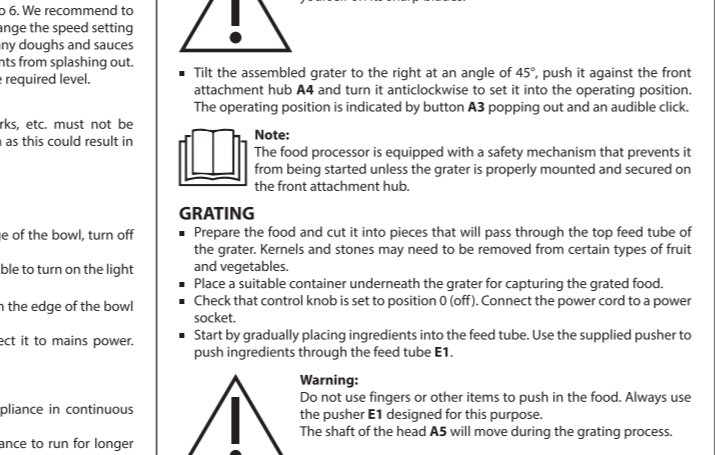 o 6. We recommend to
ange the speed setting
ny doughs and sauces
nts from splashing out.
e required level.
rks, etc. must not be
as this could result in
ge of the bowl, turn off
ble to turn on the light
n the edge of the bowl
ect it to mains power.
pliance in continuous
ance to run for longer
▪ Tilt the assembled grater to the right at an angle of 45°, push it against the front
attachment hub A4 and turn it anticlockwise to set it into the operating position.
The operating position is indicated by button A3 popping out and an audible click.
Note:
The food processor is equipped with a safety mechanism that prevents it
from being started unless the grater is properly mounted and secured on
the front attachment hub.
GRATING
▪ Prepare the food and cut it into pieces that will pass through the top feed tube of
the grater. Kernels and stones may need to be removed from certain types of fruit
and vegetables.
▪ Place a suitable container underneath the grater for capturing the grated food.
▪ Check that control knob is set to position 0 (off). Connect the power cord to a power
socket.
▪ Start by gradually placing ingredients into the feed tube. Use the supplied pusher to
push ingredients through the feed tube E1.
Warning:
Do not use fingers or other items to push in the food. Always use
the pusher E1 designed for this purpose.
The shaft of the head A5 will move during the grating process.